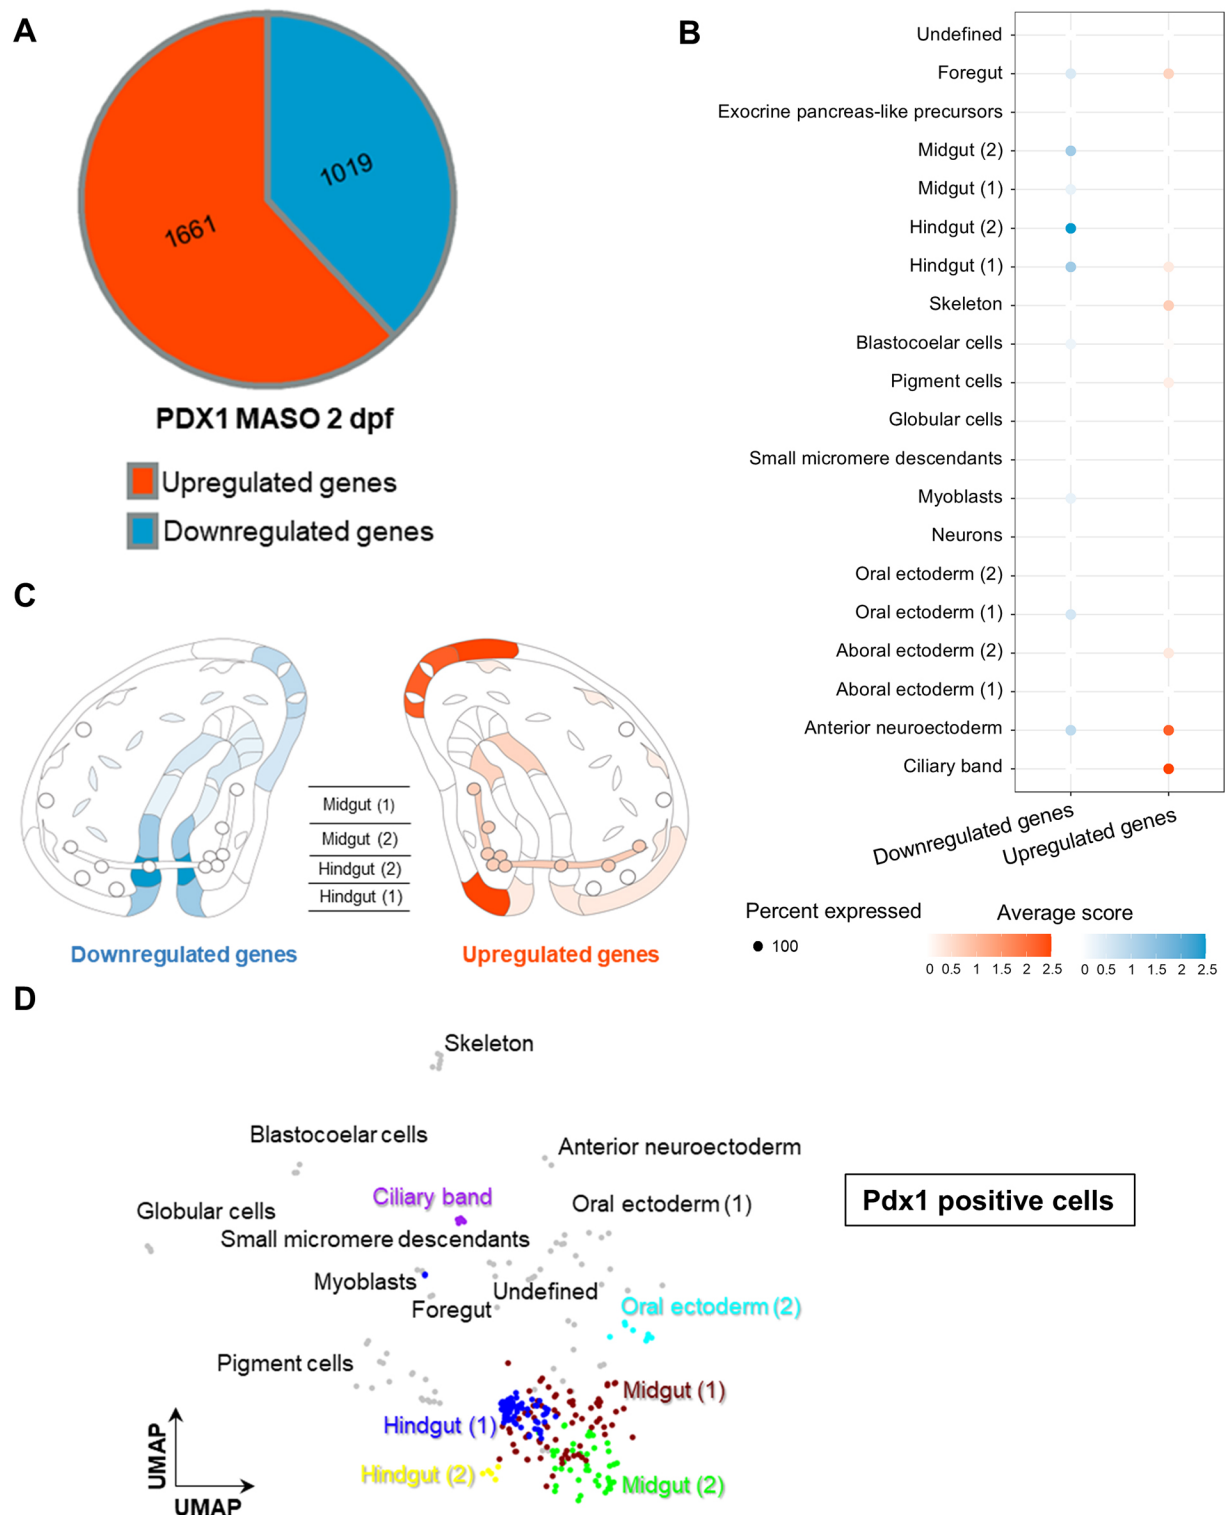 A
1019
1661
PDX1 MASO 2 dpf
Upregulated genes
Downregulated genes
B
Undefined
Foregut
Exocrine pancreas-like precursors
Midgut (2)
Midgut (1)
Hindgut (2)
Hindgut (1)
Skeleton
Blastocoelar cells
Pigment cells
Globular cells
Small micromere descendants
Myoblasts
Neurons
Oral ectoderm (2)
Oral ectoderm (1)
Aboral ectoderm (2)
Aboral ectoderm (1)
Anterior neuroectoderm
Ciliary band
Downregulated genes
Upregulated genes
Percent expressed
100
Average score
0 0.5 1 1.5 2 2.5
0 0.5 1 1.5 2 2.5
C
Midgut (1)
Midgut (2)
Hindgut (2)
Hindgut (1)
Downregulated genes
Upregulated genes
D
Skeleton
Blastocoelar cells
Anterior neuroectoderm
Pdx1 positive cells
Ciliary band
Oral ectoderm (1)
Globular cells
Small micromere descendants
Myoblasts
Undefined
Foregut
Oral ectoderm (2)
Pigment cells
Midgut (1)
Hindgut (1)
Hindgut (2)
Midgut (2)
UMAP
UMAP